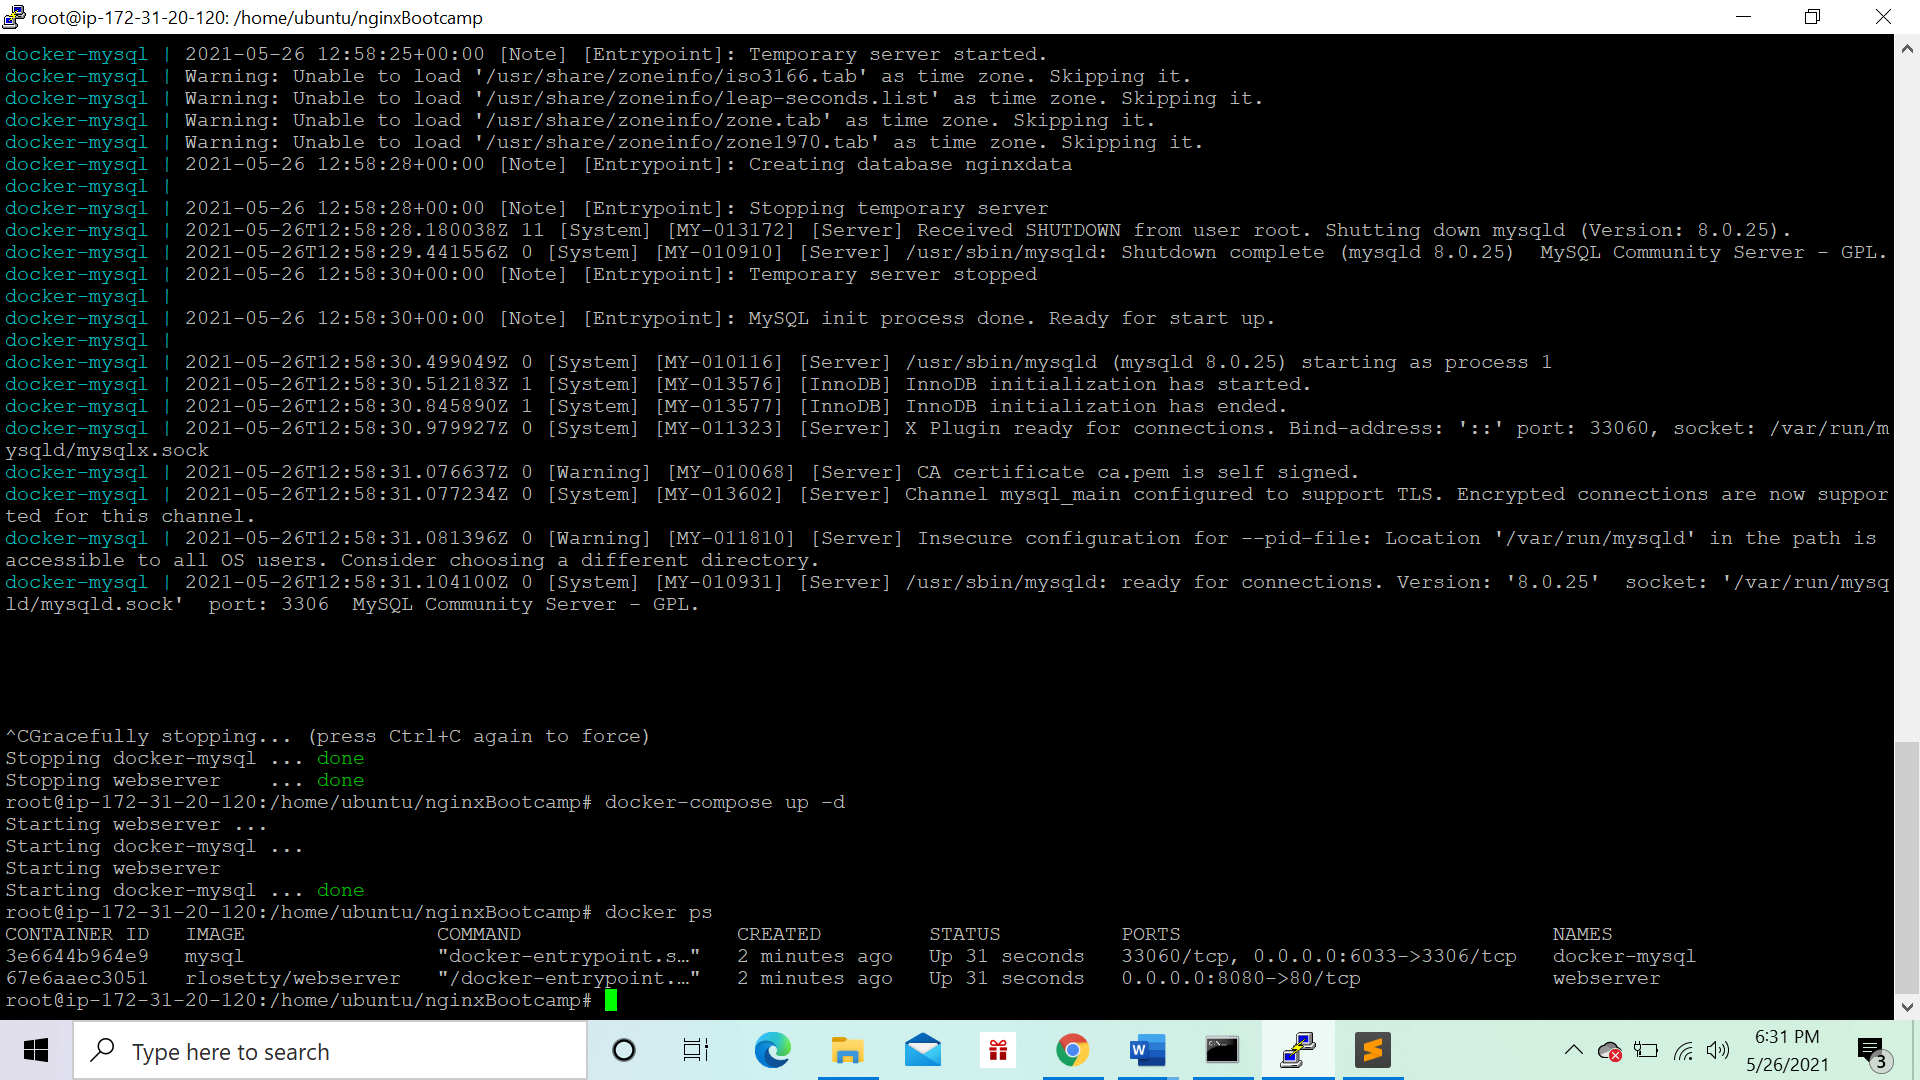 root@ip-172-31-20-120: /home/ubuntu/nginxBootcamp
docker-mysql | 2021-05-26 12:58:25+00:00 [Note] [Entrypoint]: Temporary server started.
docker-mysql | Warning: Unable to load '/usr/share/zoneinfo/iso3166.tab' as time zone. Skipping it.
docker-mysql | Warning: Unable to load '/usr/share/zoneinfo/leap-seconds.list' as time zone. Skipping it.
docker-mysql | Warning: Unable to load '/usr/share/zoneinfo/zone.tab' as time zone. Skipping it.
docker-mysql | Warning: Unable to load '/usr/share/zoneinfo/zone1970.tab' as time zone. Skipping it.
docker-mysql | 2021-05-26 12:58:28+00:00 [Note] [Entrypoint]: Creating database nginxdata
docker-mysql |
docker-mysql | 2021-05-26 12:58:28+00:00 [Note] [Entrypoint]: Stopping temporary server
docker-mysql | 2021-05-26T12:58:28.180038Z 11 [System] [MY-013172] [Server] Received SHUTDOWN from user root. Shutting down mysqld (Version: 8.0.25).
docker-mysql | 2021-05-26T12:58:29.441556Z 0 [System] [MY-010910] [Server] /usr/sbin/mysqld: Shutdown complete (mysqld 8.0.25)  MySQL Community Server - GPL.
docker-mysql | 2021-05-26 12:58:30+00:00 [Note] [Entrypoint]: Temporary server stopped
docker-mysql |
docker-mysql | 2021-05-26 12:58:30+00:00 [Note] [Entrypoint]: MySQL init process done. Ready for start up.
docker-mysql |
docker-mysql | 2021-05-26T12:58:30.499049Z 0 [System] [MY-010116] [Server] /usr/sbin/mysqld (mysqld 8.0.25) starting as process 1
docker-mysql | 2021-05-26T12:58:30.512183Z 1 [System] [MY-013576] [InnoDB] InnoDB initialization has started.
docker-mysql | 2021-05-26T12:58:30.845890Z 1 [System] [MY-013577] [InnoDB] InnoDB initialization has ended.
docker-mysql | 2021-05-26T12:58:30.979927Z 0 [System] [MY-011323] [Server] X Plugin ready for connections. Bind-address: '::' port: 33060, socket: /var/run/m
ysqld/mysqlx.sock
docker-mysql | 2021-05-26T12:58:31.076637Z 0 [Warning] [MY-010068] [Server] CA certificate ca.pem is self signed.
docker-mysql | 2021-05-26T12:58:31.077234Z 0 [System] [MY-013602] [Server] Channel mysql_main configured to support TLS. Encrypted connections are now suppor
ted for this channel.
docker-mysql | 2021-05-26T12:58:31.081396Z 0 [Warning] [MY-011810] [Server] Insecure configuration for --pid-file: Location '/var/run/mysqld' in the path is
accessible to all OS users. Consider choosing a different directory.
docker-mysql | 2021-05-26T12:58:31.104100Z 0 [System] [MY-010931] [Server] /usr/sbin/mysqld: ready for connections. Version: '8.0.25'  socket: '/var/run/mysq
ld/mysqld.sock'  port: 3306  MySQL Community Server - GPL.
^CGracefully stopping... (press Ctrl+C again to force)
Stopping docker-mysql ... done
Stopping webserver    ... done
root@ip-172-31-20-120:/home/ubuntu/nginxBootcamp# docker-compose up -d
Starting webserver ...
Starting docker-mysql ...
Starting webserver
Starting docker-mysql ... done
root@ip-172-31-20-120:/home/ubuntu/nginxBootcamp# docker ps
CONTAINER ID   IMAGE                COMMAND                  CREATED         STATUS          PORTS                               NAMES
3e6644b964e9   mysql                "docker-entrypoint.s…"   2 minutes ago   Up 31 seconds   33060/tcp, 0.0.0.0:6033->3306/tcp   docker-mysql
67e6aaec3051   rlosetty/webserver   "/docker-entrypoint.…"   2 minutes ago   Up 31 seconds   0.0.0.0:8080->80/tcp                webserver
root@ip-172-31-20-120:/home/ubuntu/nginxBootcamp#
Type here to search
6:31 PM
5/26/2021
3